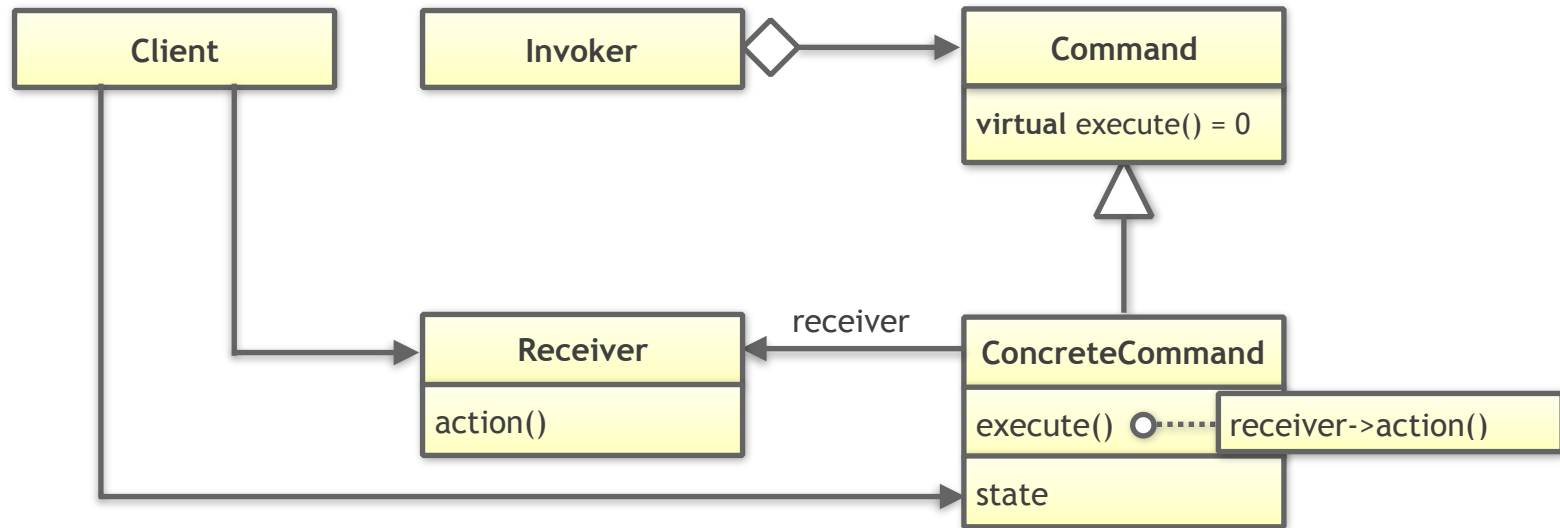 Client
Invoker
Command
virtual execute() = 0
receiver
Receiver
ConcreteCommand
action()
execute()
receiver->action()
state